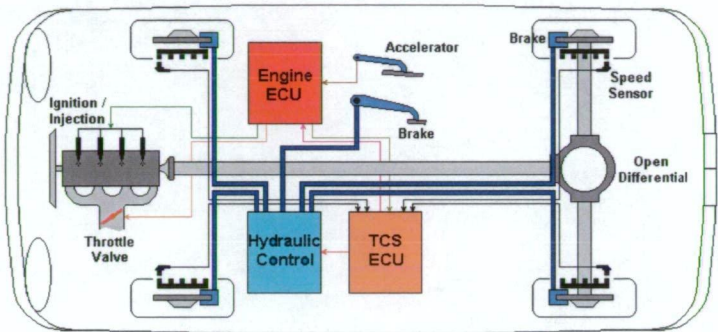 Engine
ECU
Accelerator
Brake
Brake
Speed
Sensor
Ignition /
Injection
Open
Differential
Throttle
Valve
Hydraulic
Control
TCS
ECU